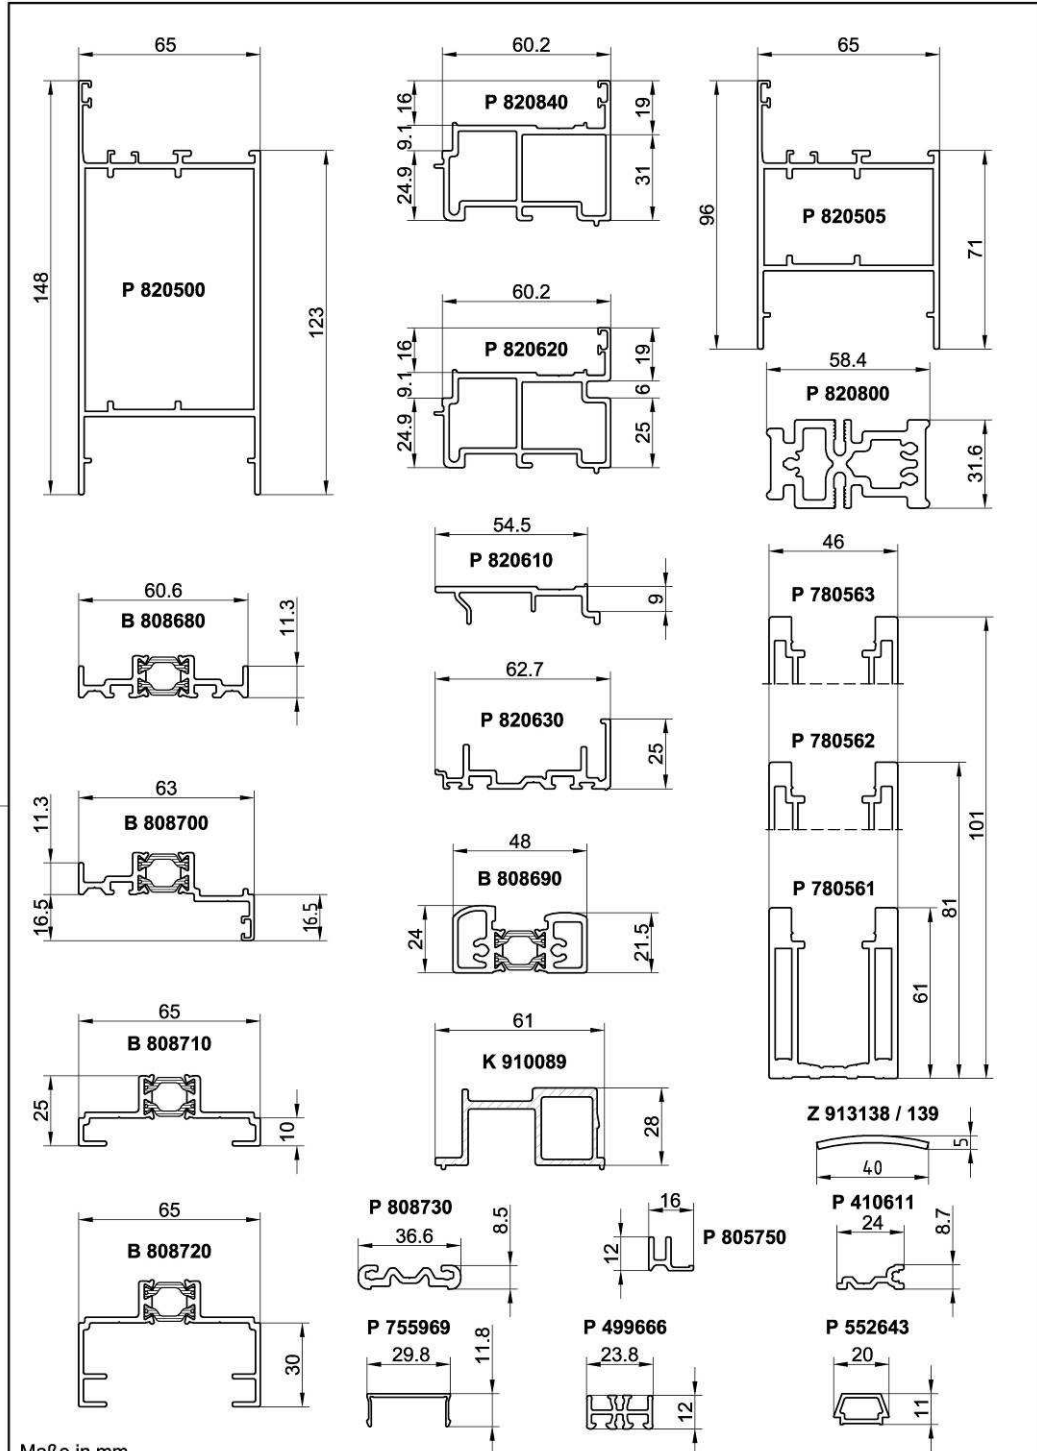 65
148
P 820500
123
60.2
16
P 820840
19
9.1
24.9
31
65
96
P 820505
71
60.2
16
P 820620
19
9.1
6
24.9
25
58.4
P 820800
31.6
54.5
P 820610
9
46
P 780563
60.6
B 808680
11.3
62.7
P 820630
25
P 780562
101
63
11.3
B 808700
16.5
16.5
48
B 808690
24
21.5
P 780561
81
61
65
B 808710
25
10
61
K 910089
28
Z 913138 / 139
5
40
65
B 808720
30
P 808730
36.6
8.5
16
12
P 805750
P 410611
24
8.7
P 755969
29.8
11.8
P 499666
23.8
12
P 552643
20
11
Maße in mm